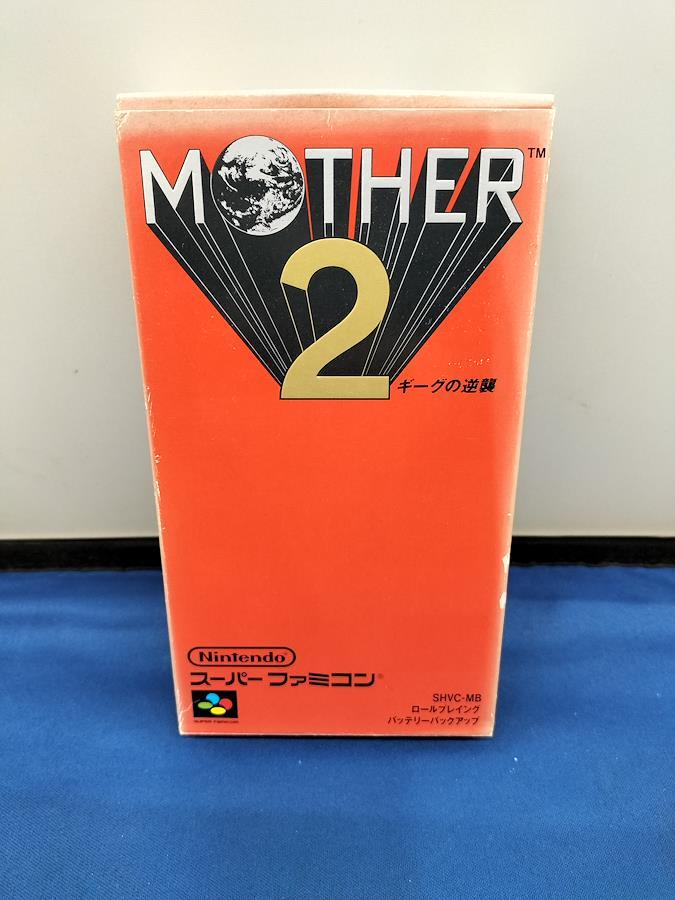 MOTHER™
2
ギーグの逆襲
Nintendo
スーパーファミコン®
SUPER FAMICOM
SHVC-MB
ロールプレイング
バッテリーバックアップ